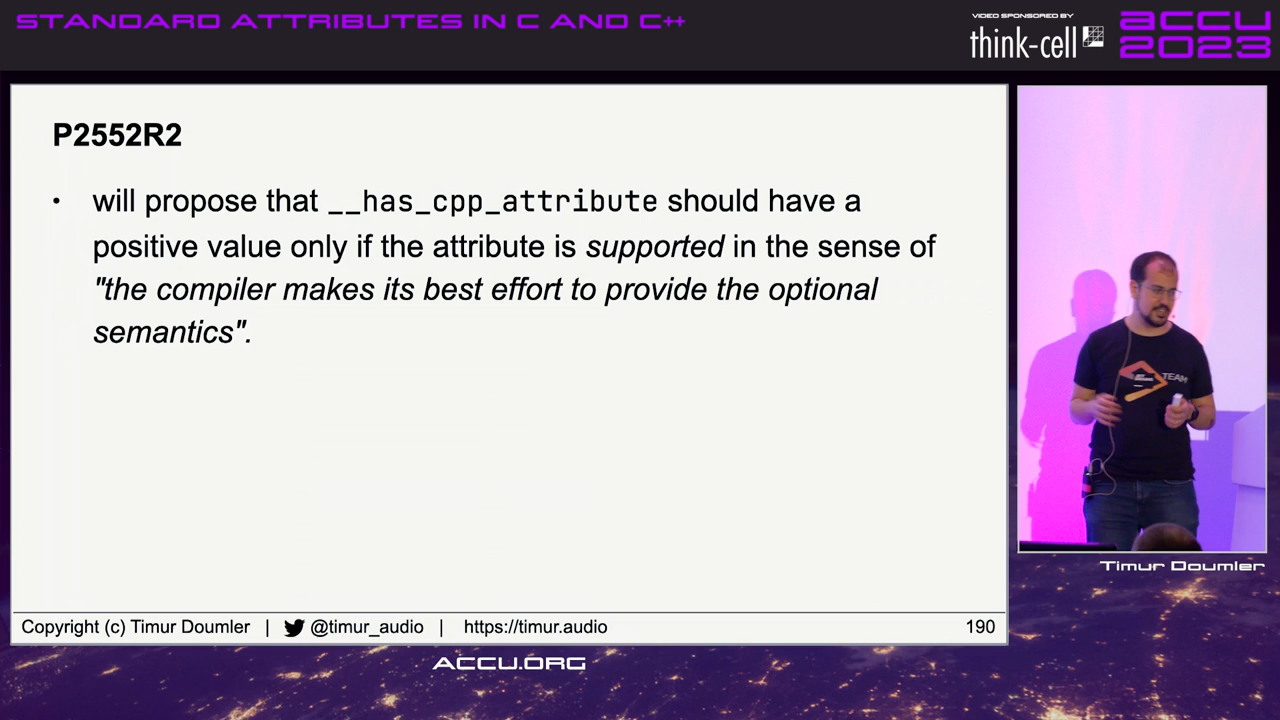 STANDARD ATTRIBUTES IN C AND C++
VIDEO SPONSORED BY
think-cell
ACCU
2023
P2552R2
• will propose that __has_cpp_attribute should have a
positive value only if the attribute is supported in the sense of
"the compiler makes its best effort to provide the optional
semantics".
TEAM
Timur Doumler
Copyright (c) Timur Doumler | @timur_audio | https://timur.audio 190
ACCU.ORG